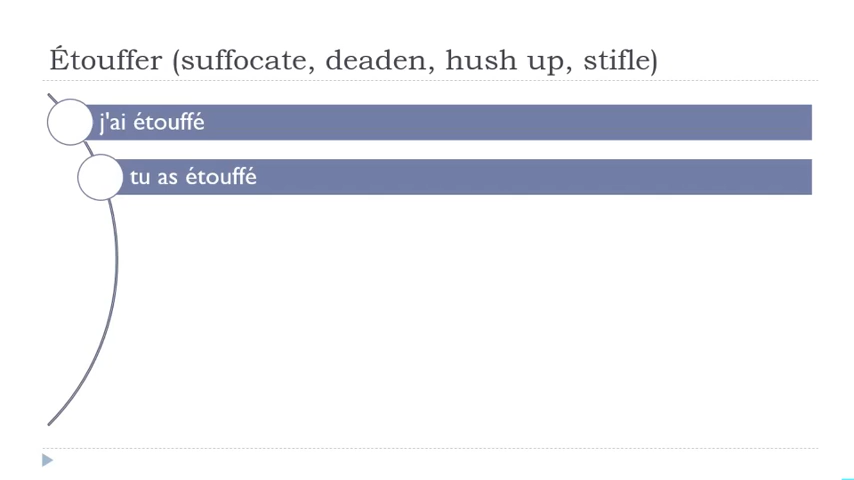 Étouffer (suffocate, deaden, hush up, stifle)
j'ai étouffé
tu as étouffé